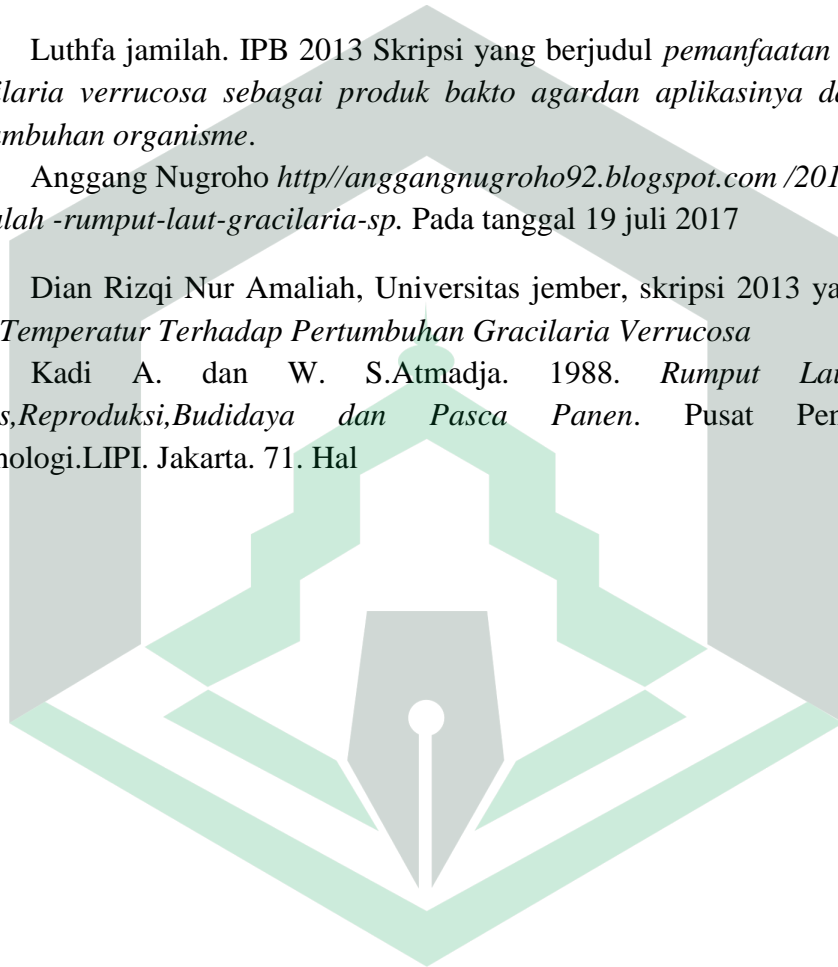 Luthfa jamilah. IPB 2013 Skripsi yang berjudul pemanfaatan
ilaria verrucosa sebagai produk bakto agardan aplikasinya
mbuhan organisme.
Anggang Nugroho http//anggangnugroho92.blogspot.com /201
lah -rumput-laut-gracilaria-sp. Pada tanggal 19 juli 2017
Dian Rizqi Nur Amaliah, Universitas jember, skripsi 2013
Temperatur Terhadap Pertumbuhan Gracilaria Verrucosa
Kadi A. dan W. S.Atmadja. 1988. Rumput
s,Reproduksi,Budidaya dan Pasca Panen. Pusat
nologi.LIPI. Jakarta. 71. Hal